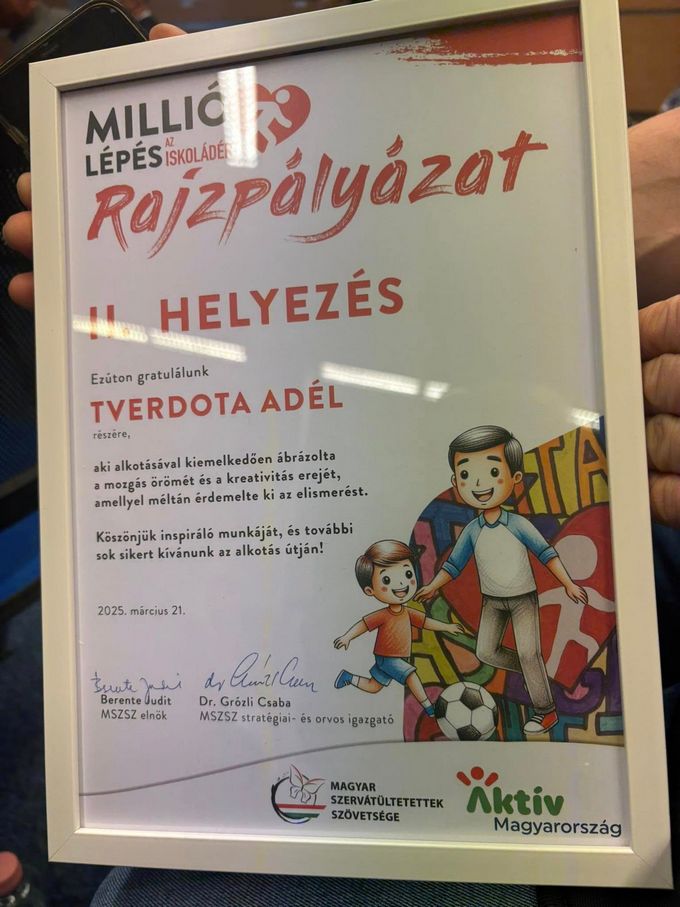 MILLIÓ
LÉPÉS AZ ISKOLÁDÉRT
Rajzpályázat
II. HELYEZÉS
Ezúton gratulálunk
TVERDOTA ADÉL
részére,
aki alkotásával kiemelkedően ábrázolta
a mozgás örömét és a kreativitás erejét,
amellyel méltán érdemelte ki az elismerést.
Köszönjük inspiráló munkáját, és további
sok sikert kívánunk az alkotás útján!
2025. március 21.
Berente Judit
MSZSZ elnök
Dr. Grózli Csaba
MSZSZ stratégiai- és orvos igazgató
MAGYAR
SZERVÁTÜLTETETTEK
SZÖVETSÉGE
Aktív
Magyarország